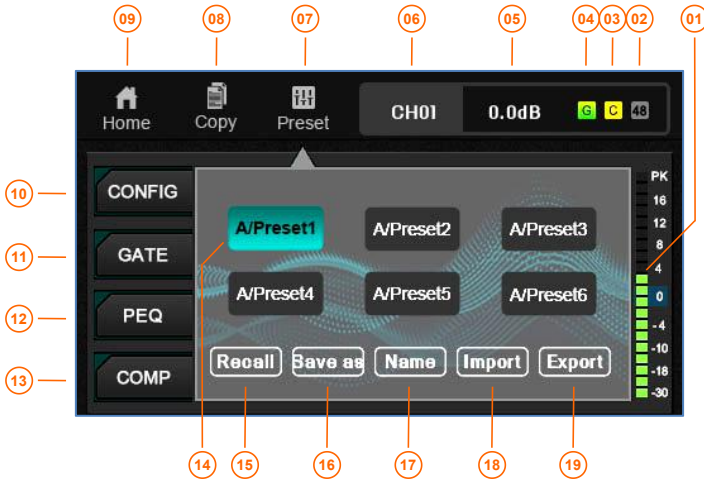 09 08 07 06 05 04 03 02 01
Home Copy Preset CH01 0.0dB G C 48
PK
16
12
8
4
0
-4
-10
-18
-30
10 CONFIG
11 GATE
12 PEQ
13 COMP
A/Preset1 A/Preset2 A/Preset3
A/Preset4 A/Preset5 A/Preset6
Recall Save as Name Import Export
14 15 16 17 18 19